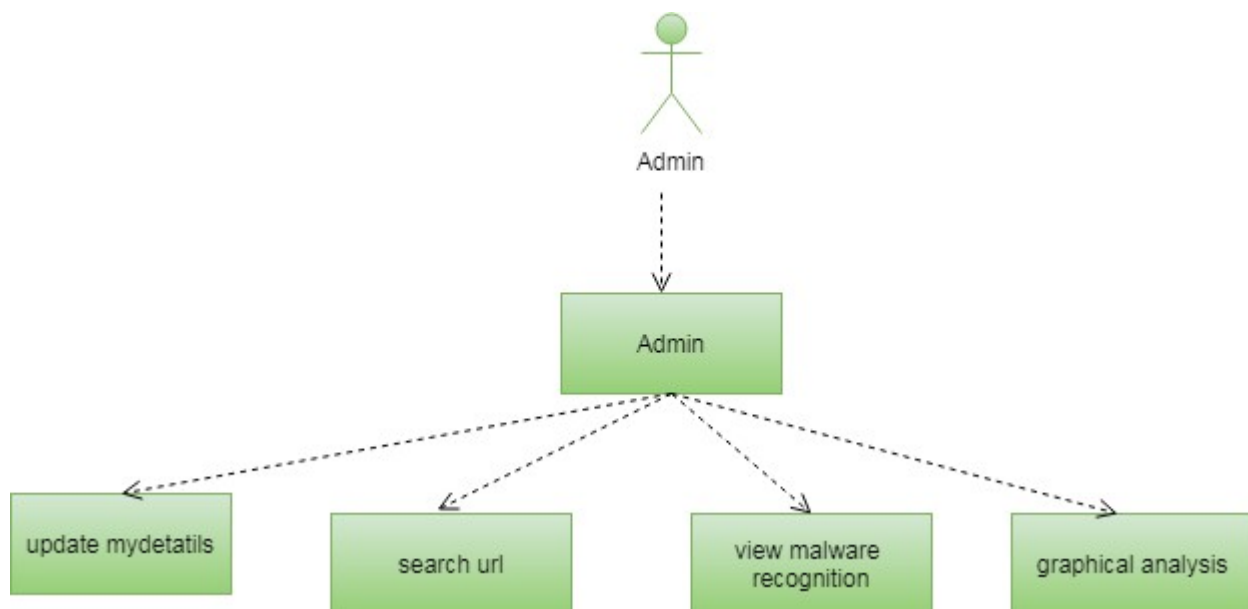 Admin
Admin
update mydetatils
search url
view malware
recognition
graphical analysis